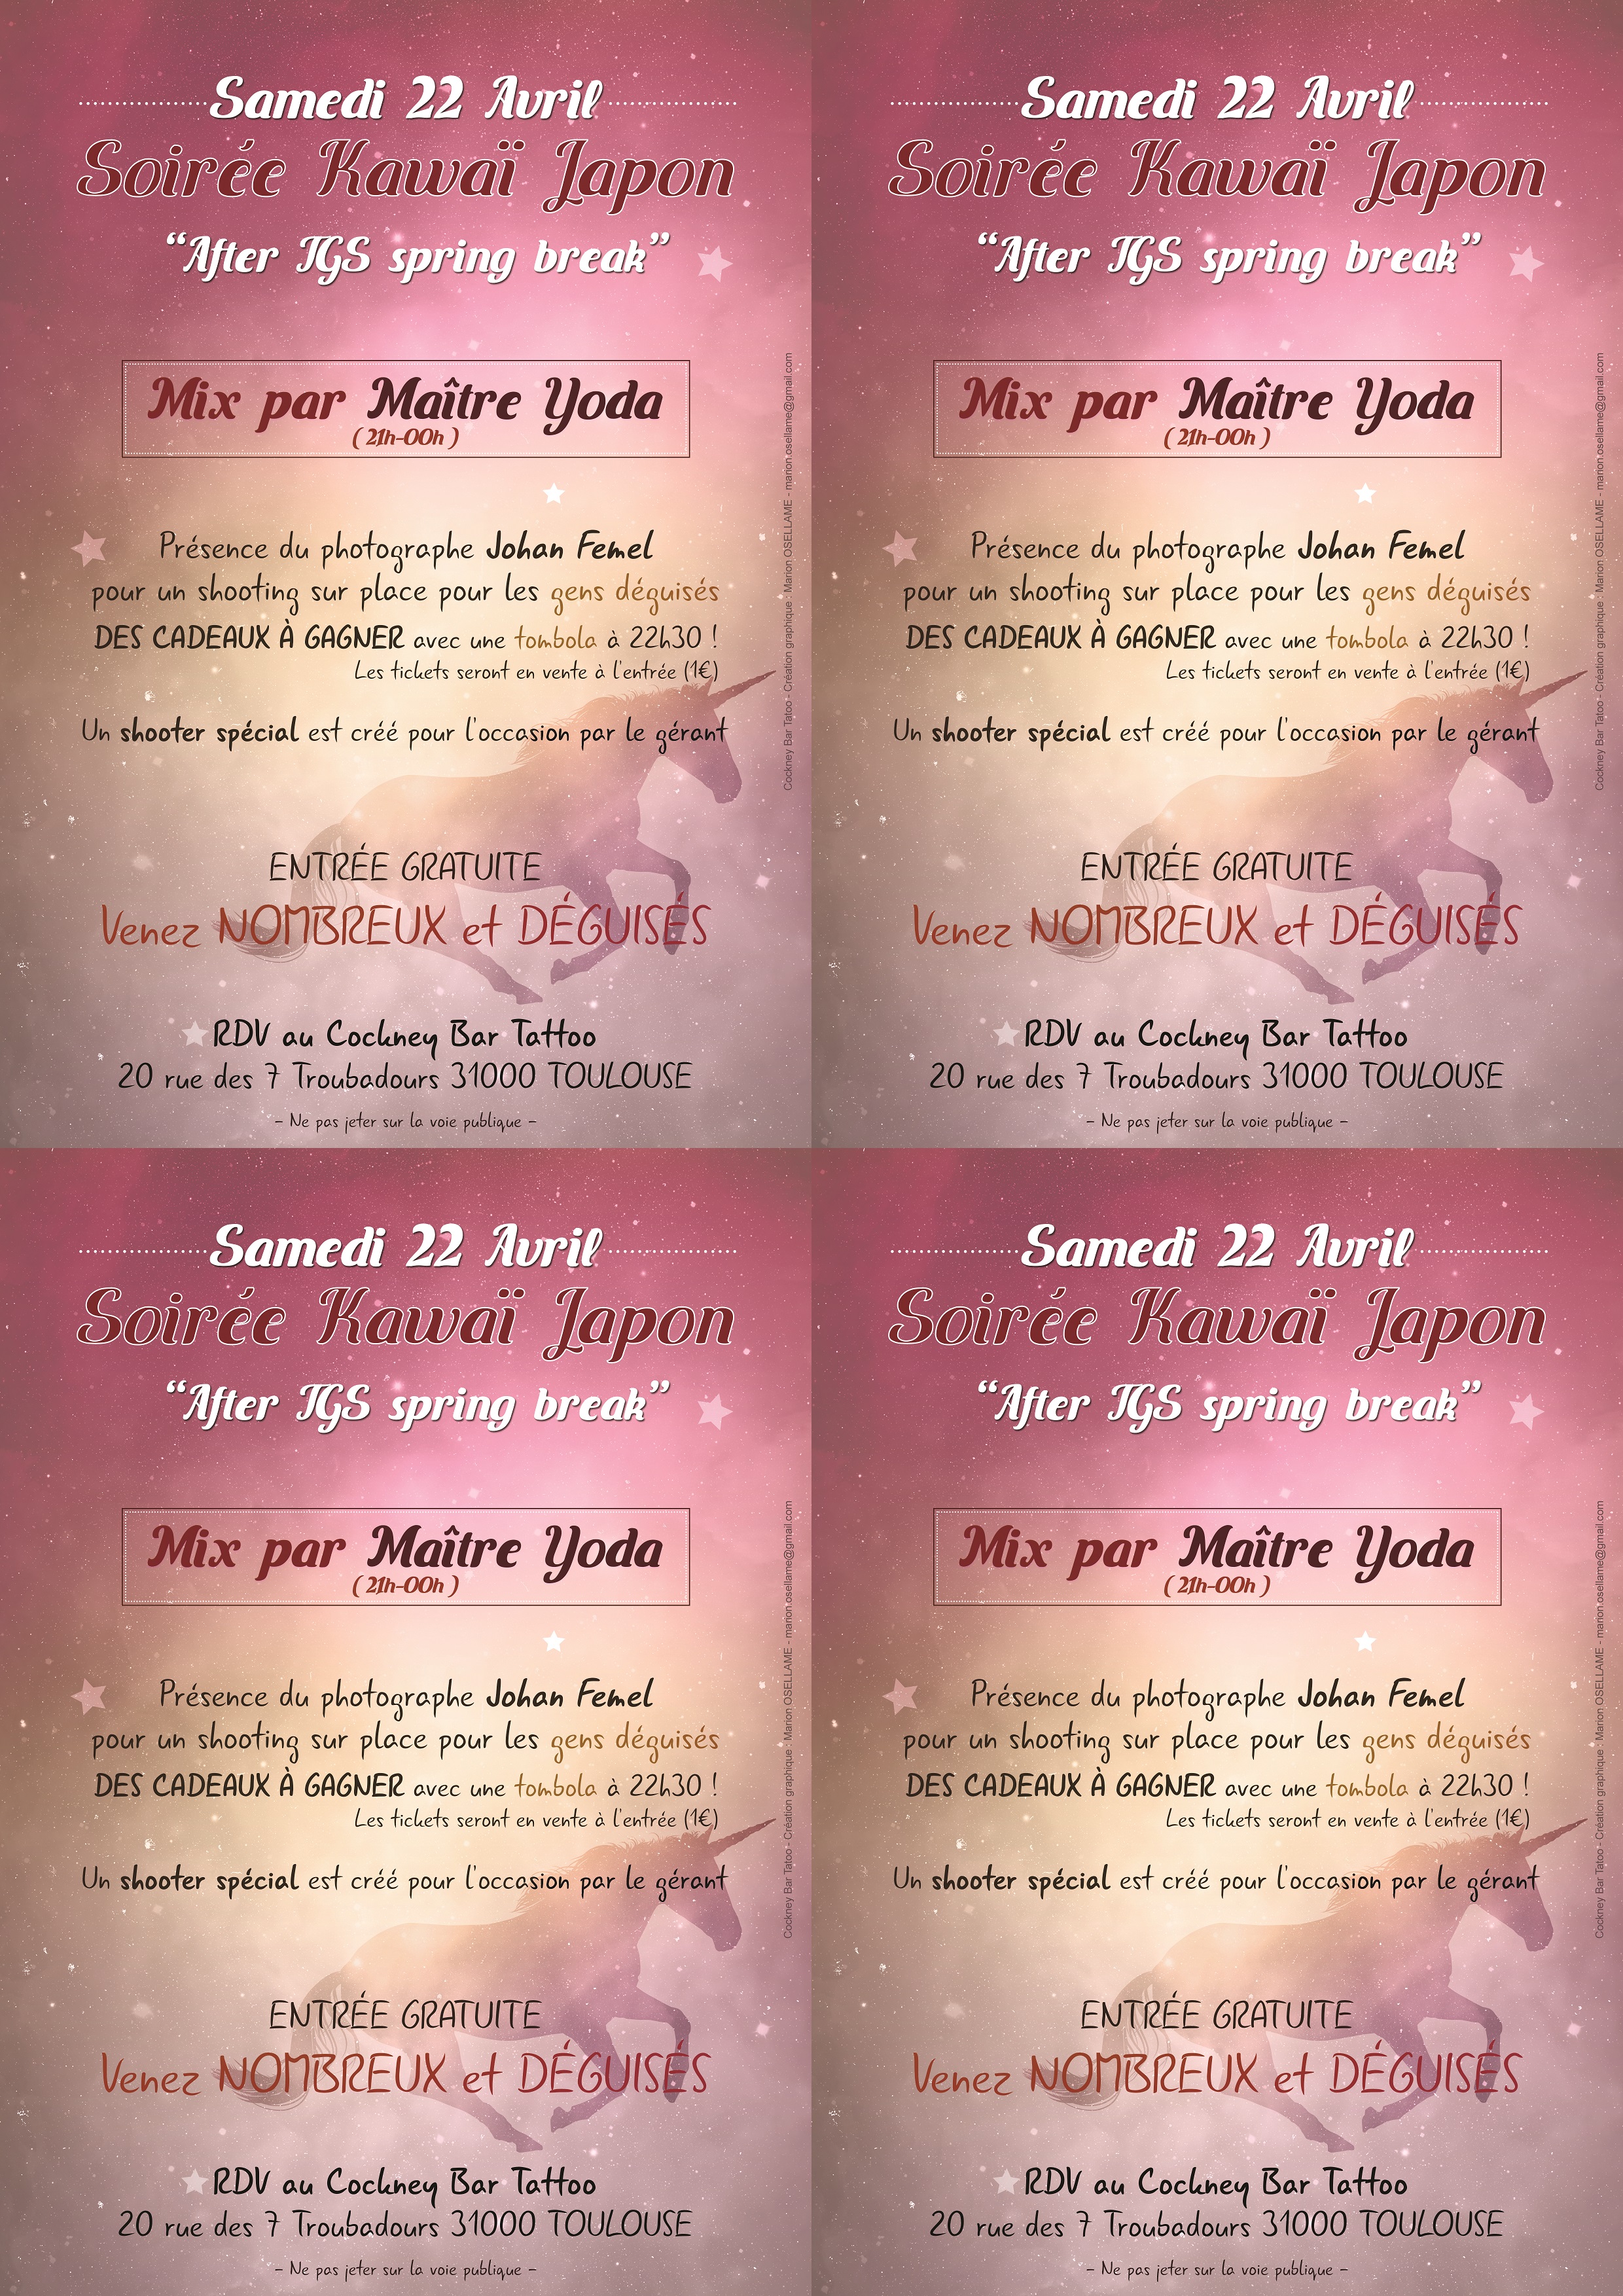 Samedi 22 Avril
Soirée Kawaï Japon
“After TGS spring break”
Mix par Maître Yoda
( 21h-00h )
Présence du photographe Johan Femel
pour un shooting sur place pour les gens déguisés
DES CADEAUX À GAGNER avec une tombola à 22h30 !
Les tickets seront en vente à l'entrée (1€)
Un shooter spécial est créé pour l'occasion par le gérant
ENTRÉE GRATUITE
Venez NOMBREUX et DÉGUISÉS
RDV au Cockney Bar Tattoo
20 rue des 7 Troubadours 31000 TOULOUSE
– Ne pas jeter sur la voie publique –
Cockney Bar Tatoo - Création graphique : Marion OSELLAME - marion.osellame@gmail.com
Samedi 22 Avril
Soirée Kawaï Japon
“After TGS spring break”
Mix par Maître Yoda
( 21h-00h )
Présence du photographe Johan Femel
pour un shooting sur place pour les gens déguisés
DES CADEAUX À GAGNER avec une tombola à 22h30 !
Les tickets seront en vente à l'entrée (1€)
Un shooter spécial est créé pour l'occasion par le gérant
ENTRÉE GRATUITE
Venez NOMBREUX et DÉGUISÉS
RDV au Cockney Bar Tattoo
20 rue des 7 Troubadours 31000 TOULOUSE
– Ne pas jeter sur la voie publique –
Cockney Bar Tatoo - Création graphique : Marion OSELLAME - marion.osellame@gmail.com
Samedi 22 Avril
Soirée Kawaï Japon
“After TGS spring break”
Mix par Maître Yoda
( 21h-00h )
Présence du photographe Johan Femel
pour un shooting sur place pour les gens déguisés
DES CADEAUX À GAGNER avec une tombola à 22h30 !
Les tickets seront en vente à l'entrée (1€)
Un shooter spécial est créé pour l'occasion par le gérant
ENTRÉE GRATUITE
Venez NOMBREUX et DÉGUISÉS
RDV au Cockney Bar Tattoo
20 rue des 7 Troubadours 31000 TOULOUSE
– Ne pas jeter sur la voie publique –
Cockney Bar Tatoo - Création graphique : Marion OSELLAME - marion.osellame@gmail.com
Samedi 22 Avril
Soirée Kawaï Japon
“After TGS spring break”
Mix par Maître Yoda
( 21h-00h )
Présence du photographe Johan Femel
pour un shooting sur place pour les gens déguisés
DES CADEAUX À GAGNER avec une tombola à 22h30 !
Les tickets seront en vente à l'entrée (1€)
Un shooter spécial est créé pour l'occasion par le gérant
ENTRÉE GRATUITE
Venez NOMBREUX et DÉGUISÉS
RDV au Cockney Bar Tattoo
20 rue des 7 Troubadours 31000 TOULOUSE
– Ne pas jeter sur la voie publique –
Cockney Bar Tatoo - Création graphique : Marion OSELLAME - marion.osellame@gmail.com